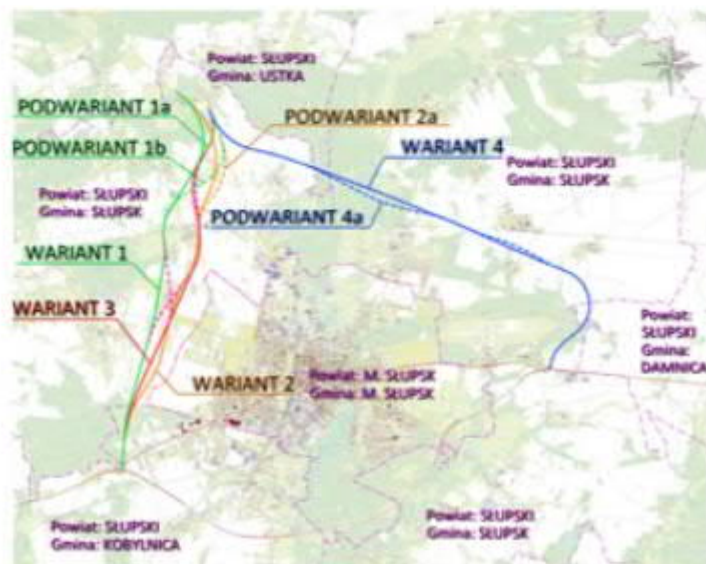 Powiat: SŁUPSKI
Gmina: USTKA
PODWARIANT 1a
PODWARIANT 2a
PODWARIANT 1b
WARIANT 4
Powiat: SŁUPSKI
Gmina: SŁUPSK
Powiat: SŁUPSKI
Gmina: SŁUPSK
PODWARIANT 4a
WARIANT 1
WARIANT 3
Powiat:
SŁUPSKI
Gmina:
DAMNICA
WARIANT 2
Powiat: M. SŁUPSK
Gmina: M. SŁUPSK
Powiat: SŁUPSKI
Gmina: KOBYLNICA
Powiat: SŁUPSKI
Gmina: SŁUPSK